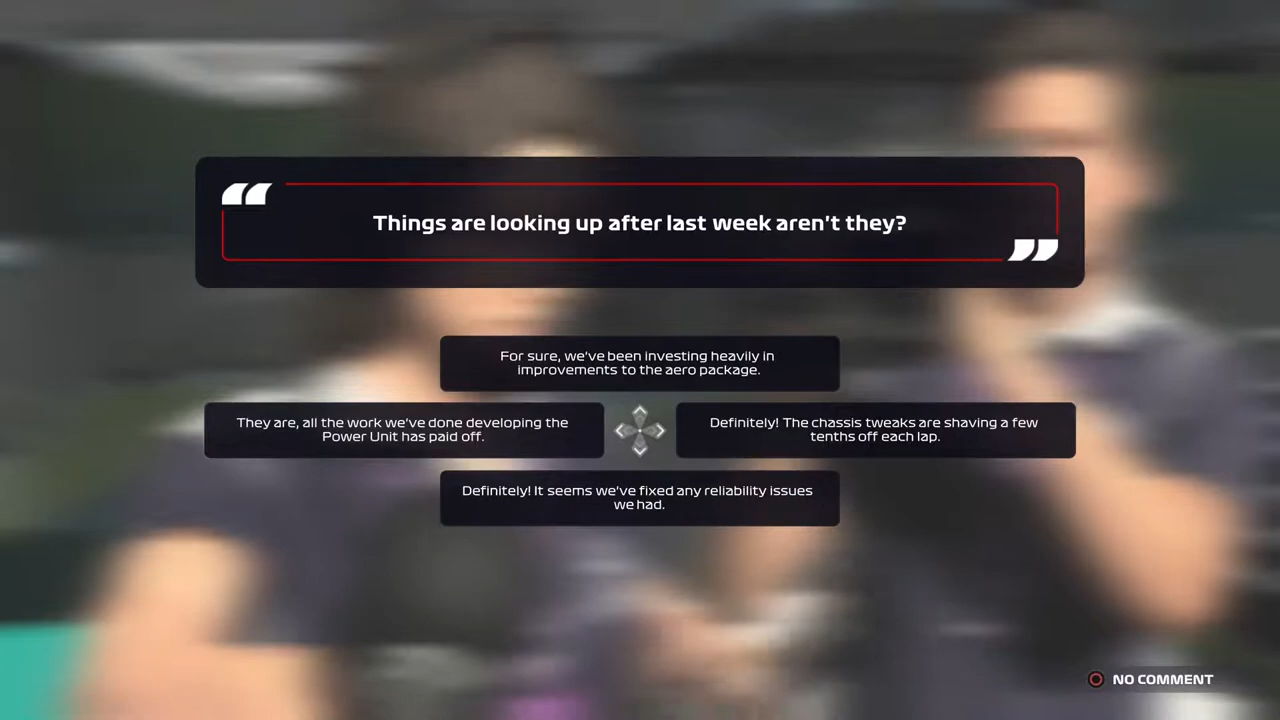 Things are looking up after last week aren't they?
For sure, we've been investing heavily in
improvements to the aero package.
They are, all the work we've done developing the
Power Unit has paid off.
Definitely! The chassis tweaks are shaving a few
tenths off each lap.
Definitely! It seems we've fixed any reliability issues
we had.
NO COMMENT